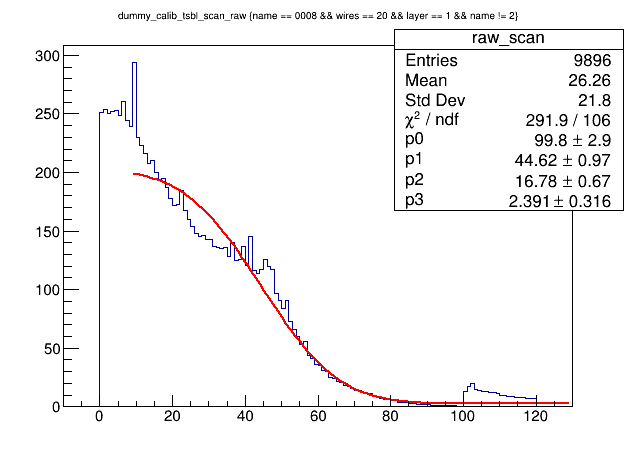 dummy_calib_tsbl_scan_raw {name == 0008 && wires == 20 && layer == 1 && name != 2}
raw_scan
Entries 9896
Mean 26.26
Std Dev 21.8
χ² / ndf 291.9 / 106
p0 99.8 ± 2.9
p1 44.62 ± 0.97
p2 16.78 ± 0.67
p3 2.391 ± 0.316
300
250
200
150
100
50
0
0 20 40 60 80 100 120